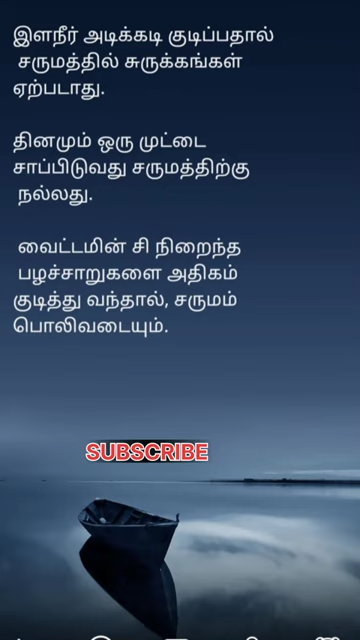 இளநீர் அடிக்கடி குடிப்பதால்
சருமத்தில் சுருக்கங்கள்
ஏற்படாது.
தினமும் ஒரு முட்டை
சாப்பிடுவது சருமத்திற்கு
நல்லது.
வைட்டமின் சி நிறைந்த
பழச்சாறுகளை அதிகம்
குடித்து வந்தால், சருமம்
பொலிவடையும்.
SUBSCRIBE